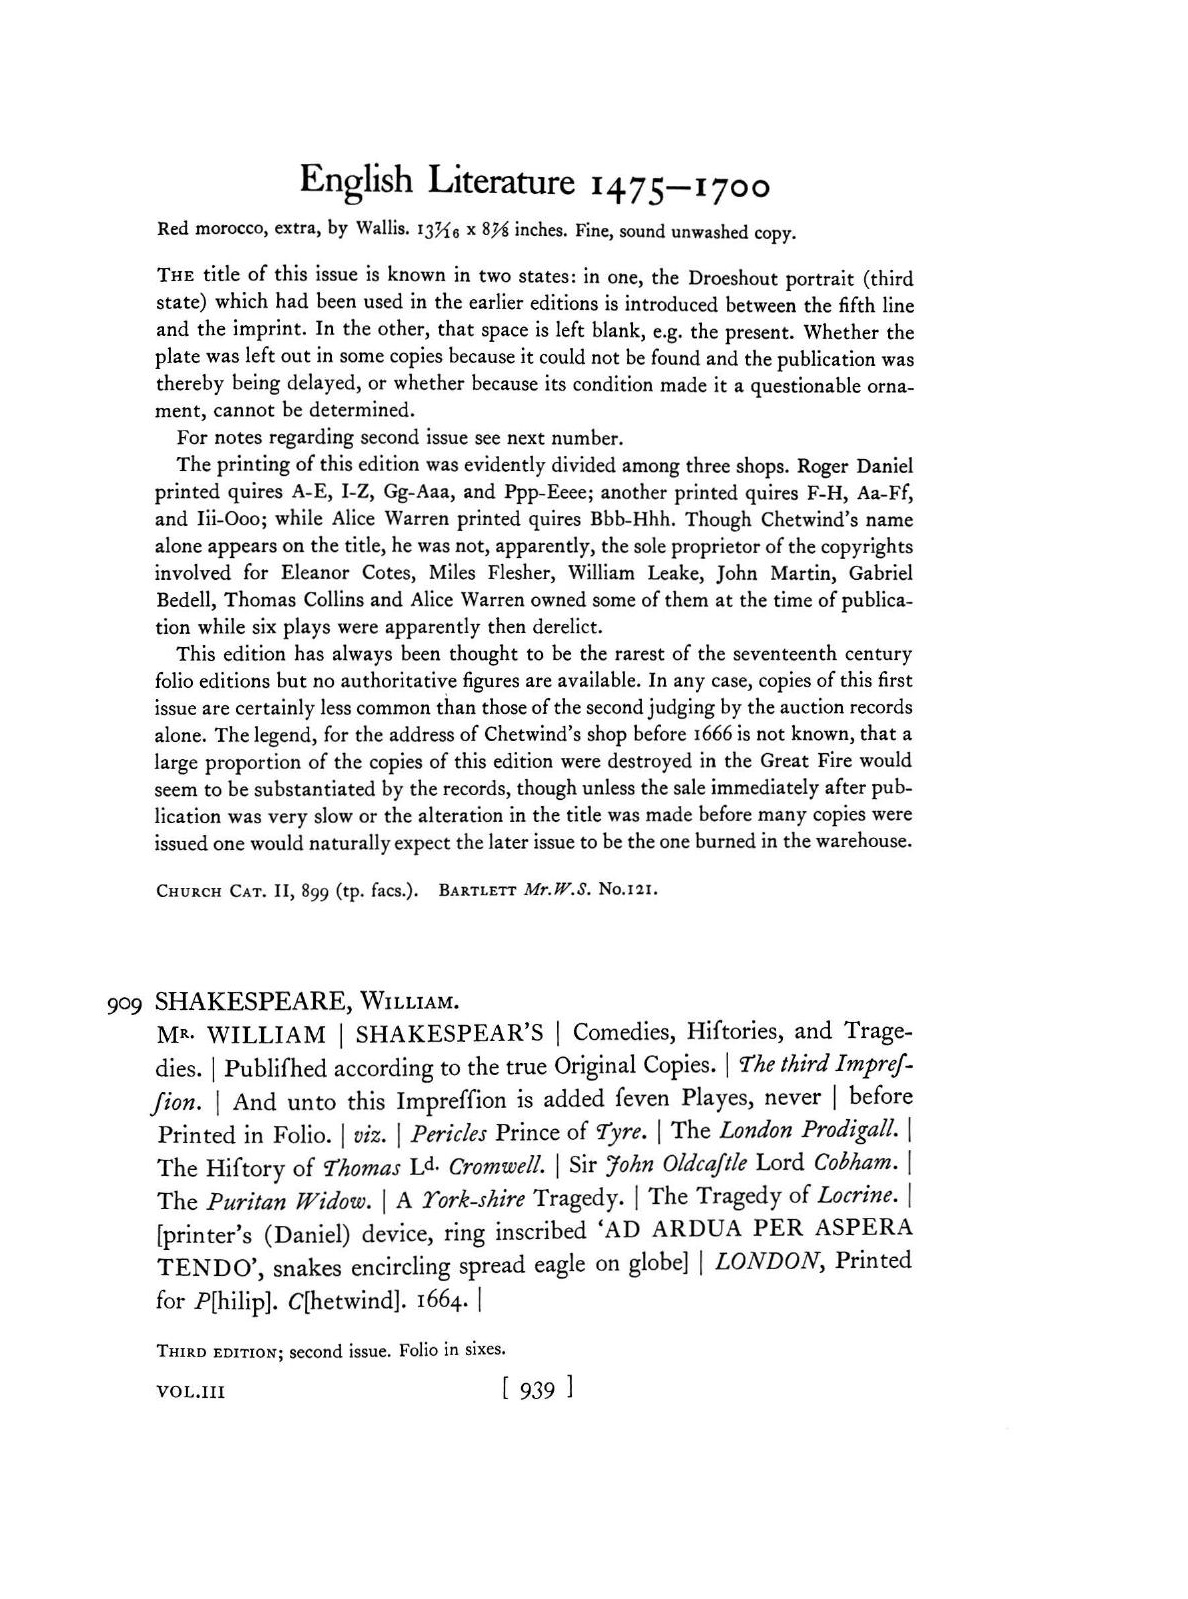 English Literature 1475–1700
Red morocco, extra, by Wallis. 13 7/16 x 8 7/8 inches. Fine, sound unwashed copy.
THE title of this issue is known in two states: in one, the Droeshout portrait (third
state) which had been used in the earlier editions is introduced between the fifth line
and the imprint. In the other, that space is left blank, e.g. the present. Whether the
plate was left out in some copies because it could not be found and the publication was
thereby being delayed, or whether because its condition made it a questionable orna-
ment, cannot be determined.
For notes regarding second issue see next number.
The printing of this edition was evidently divided among three shops. Roger Daniel
printed quires A-E, I-Z, Gg-Aaa, and Ppp-Eeee; another printed quires F-H, Aa-Ff,
and Iii-Ooo; while Alice Warren printed quires Bbb-Hhh. Though Chetwind's name
alone appears on the title, he was not, apparently, the sole proprietor of the copyrights
involved for Eleanor Cotes, Miles Flesher, William Leake, John Martin, Gabriel
Bedell, Thomas Collins and Alice Warren owned some of them at the time of publica-
tion while six plays were apparently then derelict.
This edition has always been thought to be the rarest of the seventeenth century
folio editions but no authoritative figures are available. In any case, copies of this first
issue are certainly less common than those of the second judging by the auction records
alone. The legend, for the address of Chetwind's shop before 1666 is not known, that a
large proportion of the copies of this edition were destroyed in the Great Fire would
seem to be substantiated by the records, though unless the sale immediately after pub-
lication was very slow or the alteration in the title was made before many copies were
issued one would naturally expect the later issue to be the one burned in the warehouse.
CHURCH CAT. II, 899 (tp. facs.). BARTLETT Mr.W.S. No.121.
909 SHAKESPEARE, WILLIAM.
MR. WILLIAM | SHAKESPEAR'S | Comedies, Hiſtories, and Trage-
dies. | Publiſhed according to the true Original Copies. | The third Impreſ-
ſion. | And unto this Impreſſion is added ſeven Playes, never | before
Printed in Folio. | viz. | Pericles Prince of Tyre. | The London Prodigall. |
The Hiſtory of Thomas Ld. Cromwell. | Sir John Oldcaſtle Lord Cobham. |
The Puritan Widow. | A York-shire Tragedy. | The Tragedy of Locrine. |
[printer's (Daniel) device, ring inscribed 'AD ARDUA PER ASPERA
TENDO', snakes encircling spread eagle on globe] | LONDON, Printed
for P[hilip]. C[hetwind]. 1664. |
THIRD EDITION; second issue. Folio in sixes.
VOL.III [ 939 ]